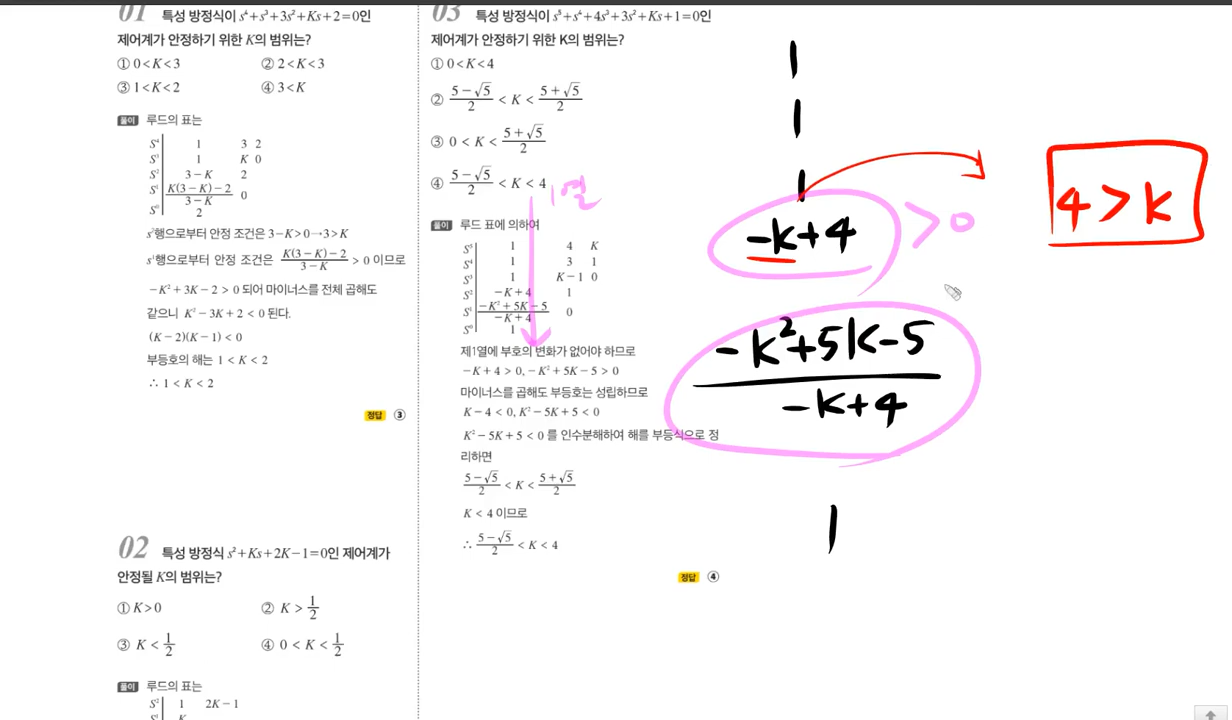 01 특성 방정식이 s⁴+s³+3s²+Ks+2=0인
제어계가 안정하기 위한 K의 범위는?
① 0<K<3 ② 2<K<3
③ 1<K<2 ④ 3<K
풀이 루드의 표는
S⁴ 1 3 2
S³ 1 K 0
S² 3-K 2
S¹ (K(3-K)-2)/(3-K) 0
S⁰ 2
s²행으로부터 안정 조건은 3-K>0→3>K
s¹행으로부터 안정 조건은 (K(3-K)-2)/(3-K) > 0 이므로
-K²+3K-2>0 되어 마이너스를 전체 곱해도
같으니 K²-3K+2<0 된다.
(K-2)(K-1)<0
부등호의 해는 1<K<2
∴ 1<K<2
정답 ③
02 특성 방정식 s²+Ks+2K-1=0인 제어계가
안정될 K의 범위는?
① K>0 ② K > 1/2
③ K < 1/2 ④ 0 < K < 1/2
풀이 루드의 표는
S² 1 2K-1
03 특성 방정식이 s⁵+s⁴+4s³+3s²+Ks+1=0인
제어계가 안정하기 위한 K의 범위는?
① 0<K<4
② (5-√5)/2 < K < (5+√5)/2
③ 0 < K < (5+√5)/2
④ (5-√5)/2 < K < 4
풀이 루드 표에 의하여
S⁵ 1 4 K
S⁴ 1 3 1
S³ 1 K-1 0
S² -K+4 1
S¹ (-K²+5K-5)/(-K+4) 0
S⁰ 1
제1열에 부호의 변화가 없어야 하므로
-K+4>0, -K²+5K-5>0
마이너스를 곱해도 부등호는 성립하므로
K-4<0, K²-5K+5<0
K²-5K+5<0를 인수분해하여 해를 부등식으로 정
리하면
(5-√5)/2 < K < (5+√5)/2
K<4이므로
∴ (5-√5)/2 < K < 4
정답 ④
1열
1
1
1
-K+4 >0
(-K²+5K-5)/(-K+4)
1
4>K